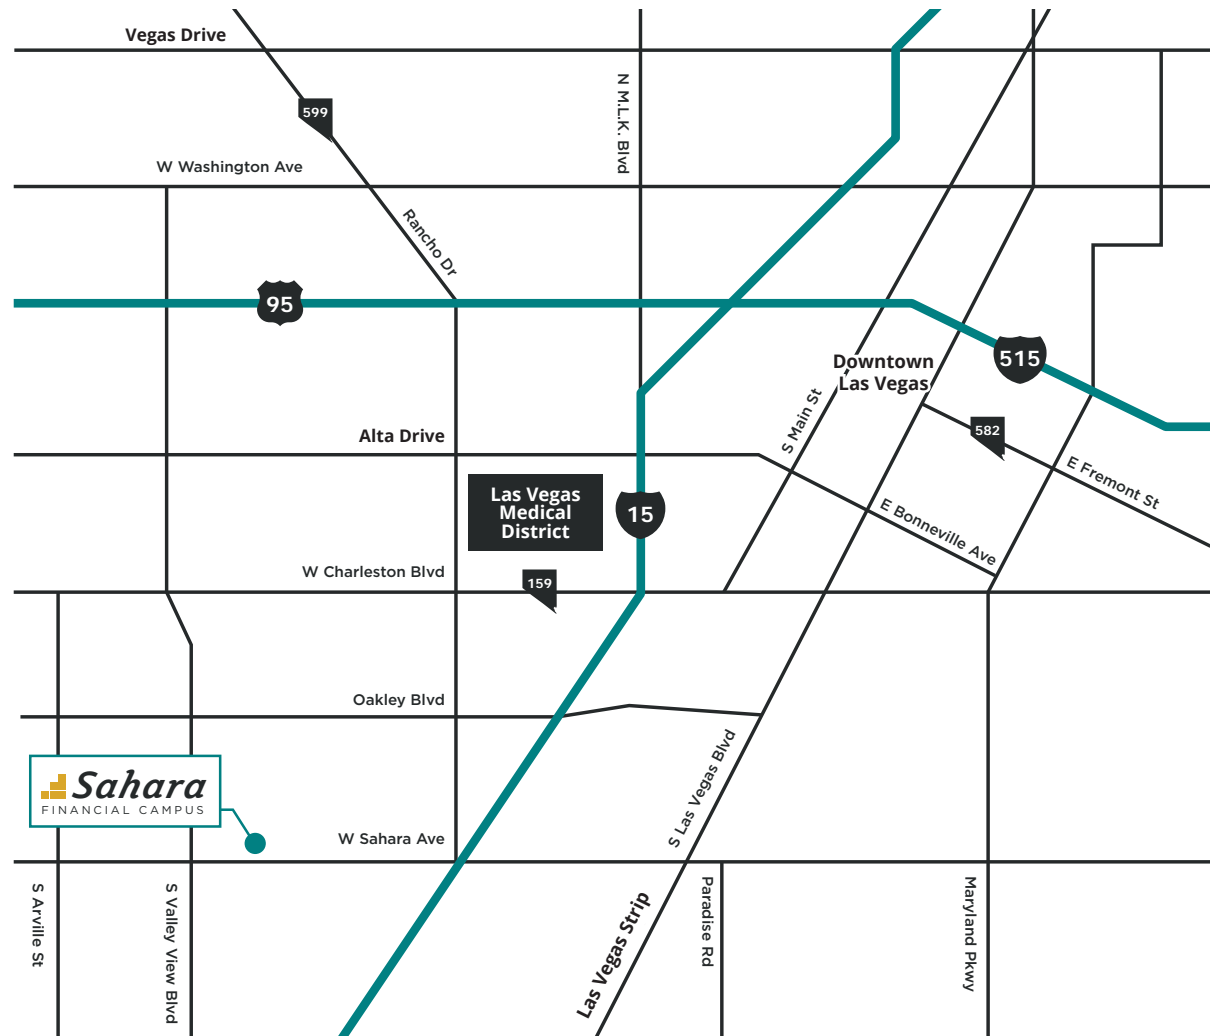 Vegas Drive
N M.L.K. Blvd
599
W Washington Ave
Rancho Dr
95
515
Downtown
Las Vegas
S Main St
582
Alta Drive
E Fremont St
Las Vegas
Medical
District
15
E Bonneville Ave
W Charleston Blvd
159
Oakley Blvd
Sahara
FINANCIAL CAMPUS
S Las Vegas Blvd
W Sahara Ave
S Arville St
S Valley View Blvd
Las Vegas Strip
Paradise Rd
Maryland Pkwy